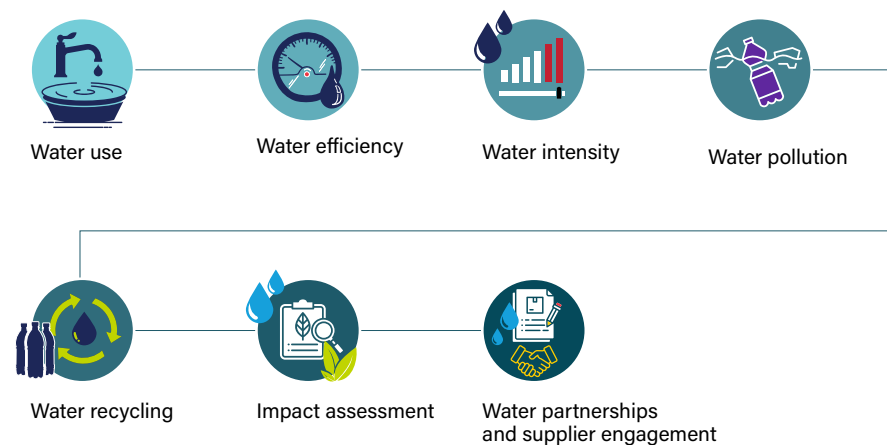 Water use
Water efficiency
Water intensity
Water pollution
Water recycling
Impact assessment
Water partnerships
and supplier engagement